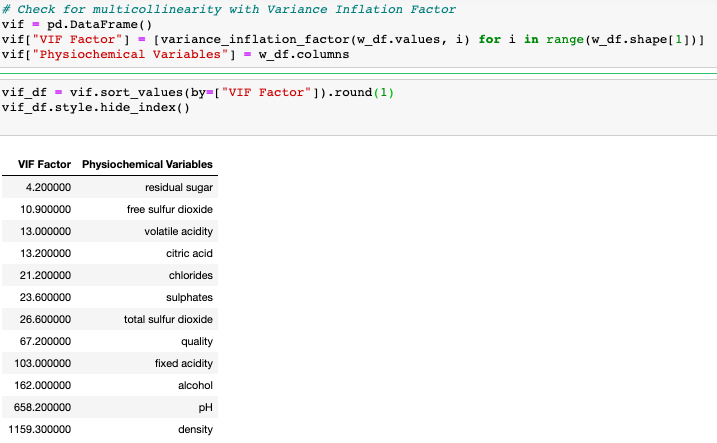 # Check for multicollinearity with Variance Inflation Factor
vif = pd.DataFrame()
vif["VIF Factor"] = [variance_inflation_factor(w_df.values, i) for i in range(w_df.shape[1])]
vif["Physiochemical Variables"] = w_df.columns
vif_df = vif.sort_values(by=["VIF Factor"]).round(1)
vif_df.style.hide_index()
VIF Factor Physiochemical Variables
4.200000 residual sugar
10.900000 free sulfur dioxide
13.000000 volatile acidity
13.200000 citric acid
21.200000 chlorides
23.600000 sulphates
26.600000 total sulfur dioxide
67.200000 quality
103.000000 fixed acidity
162.000000 alcohol
658.200000 pH
1159.300000 density